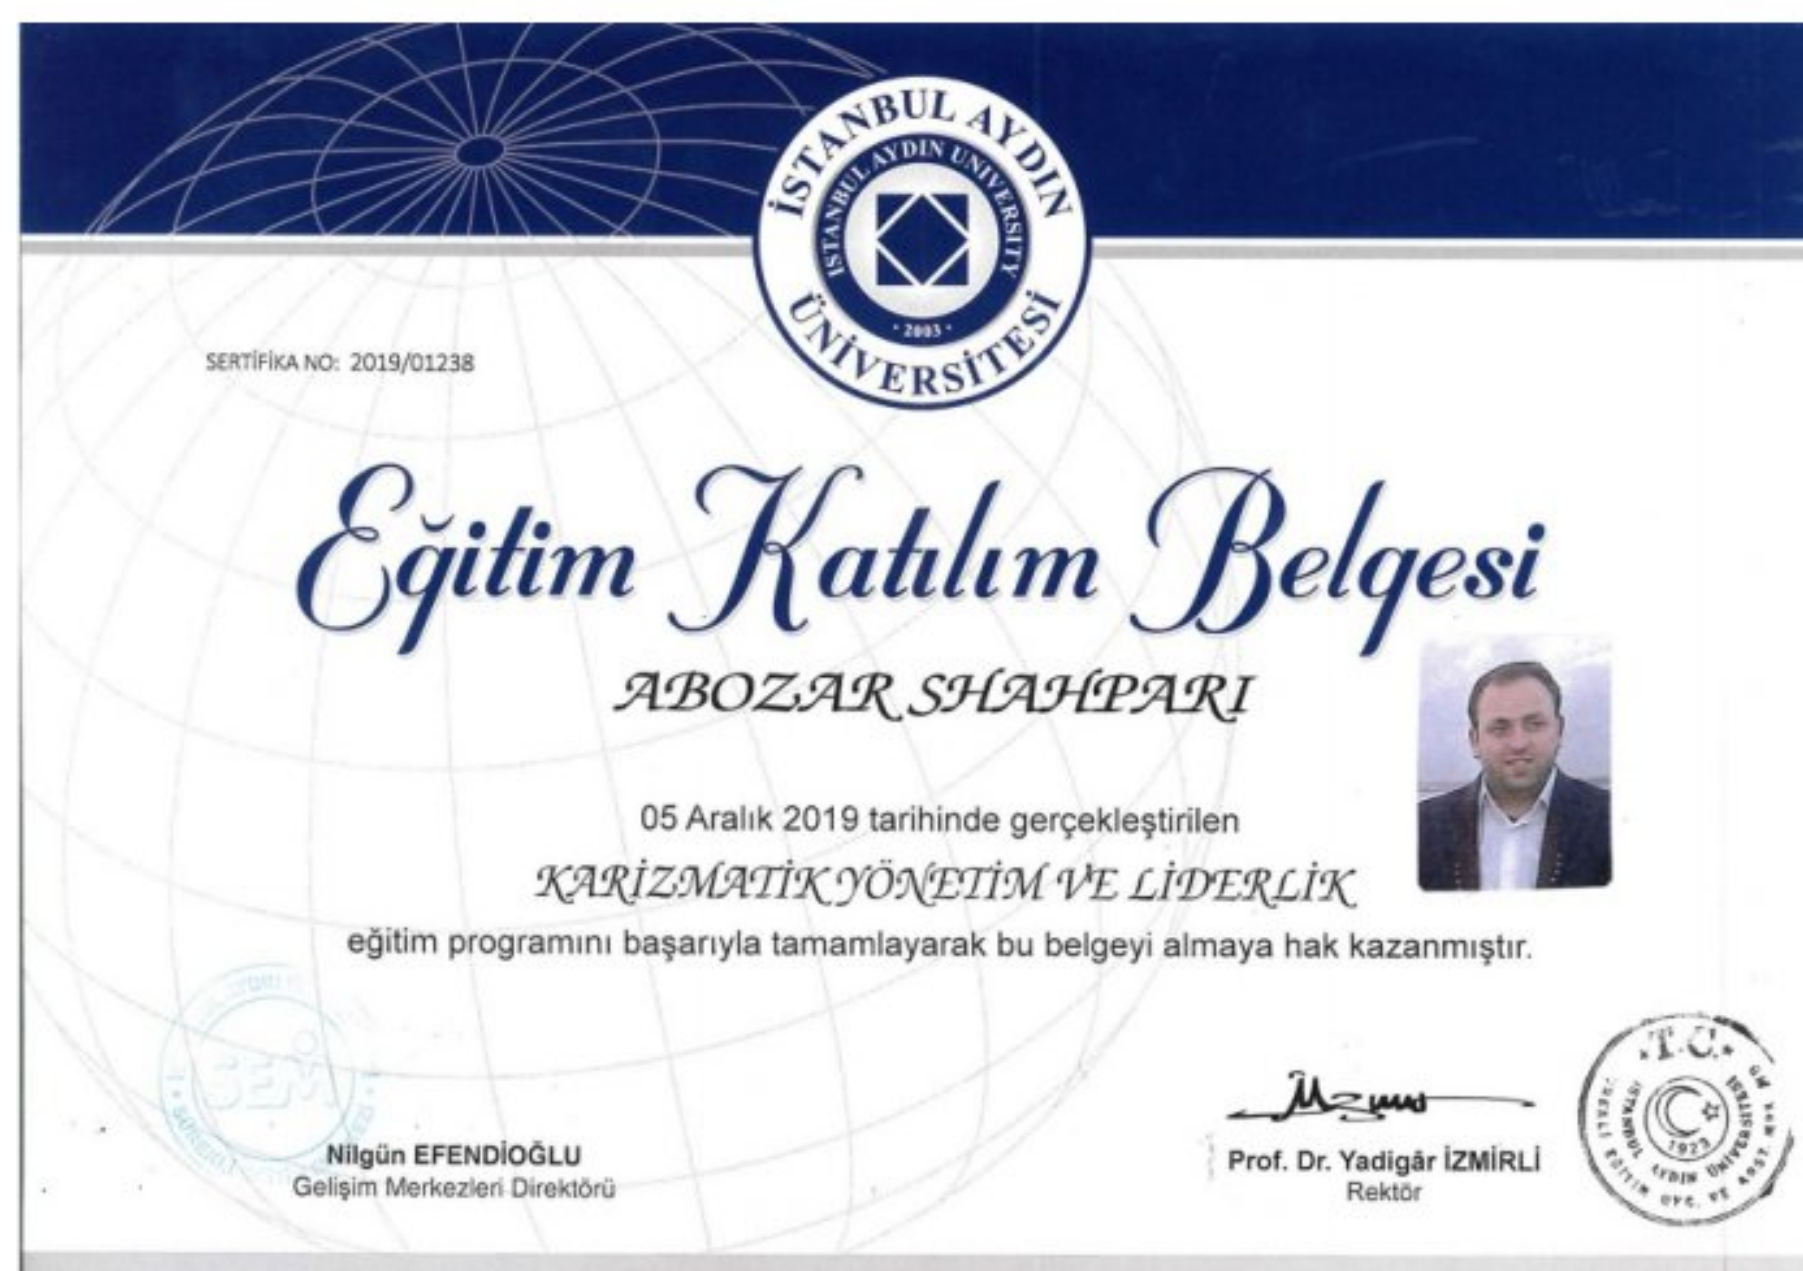 İSTANBUL AYDIN ÜNİVERSİTESİ
ISTANBUL AYDIN UNIVERSITY
• 2003 •
SERTİFİKA NO: 2019/01238
Eğitim Katılım Belgesi
ABOZAR SHAHPARI
05 Aralık 2019 tarihinde gerçekleştirilen
KARİZMATİK YÖNETİM VE LİDERLİK
eğitim programını başarıyla tamamlayarak bu belgeyi almaya hak kazanmıştır.
SEM
Nilgün EFENDİOĞLU
Gelişim Merkezleri Direktörü
Prof. Dr. Yadigâr İZMİRLİ
Rektör
T.C.
İSTANBUL AYDIN ÜNİVERSİTESİ
1923